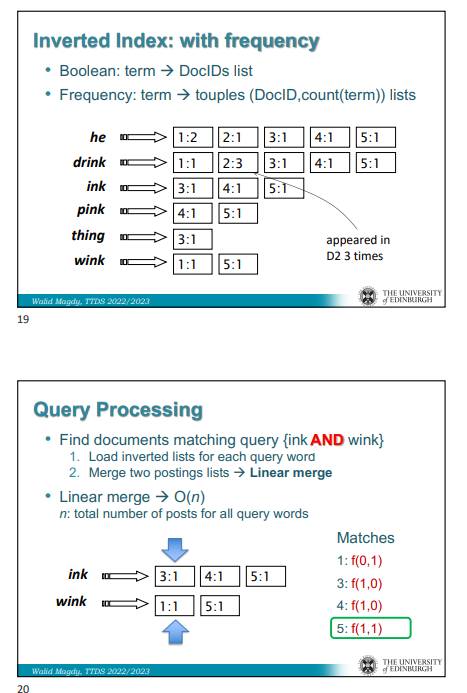 Inverted Index: with frequency
• Boolean: term → DocIDs list
• Frequency: term → touples (DocID,count(term)) lists
he 1:2 2:1 3:1 4:1 5:1
drink 1:1 2:3 3:1 4:1 5:1
ink 3:1 4:1 5:1
pink 4:1 5:1
thing 3:1
wink 1:1 5:1
appeared in
D2 3 times
Walid Magdy, TTDS 2022/2023
THE UNIVERSITY
of EDINBURGH
19
Query Processing
• Find documents matching query {ink AND wink}
1. Load inverted lists for each query word
2. Merge two postings lists → Linear merge
• Linear merge → O(n)
n: total number of posts for all query words
ink 3:1 4:1 5:1
wink 1:1 5:1
Matches
1: f(0,1)
3: f(1,0)
4: f(1,0)
5: f(1,1)
Walid Magdy, TTDS 2022/2023
THE UNIVERSITY
of EDINBURGH
20